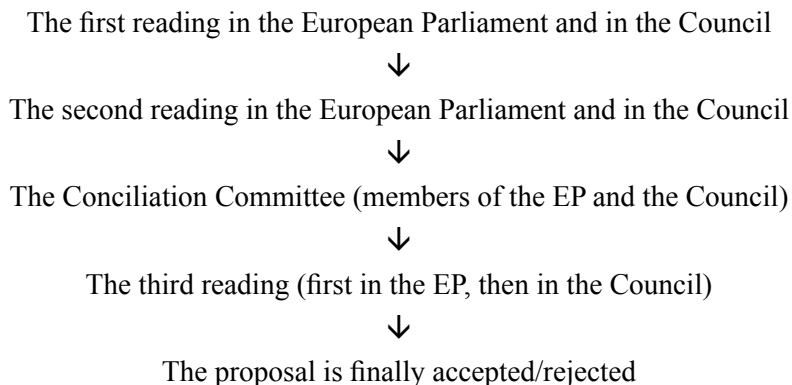 The first reading in the European Parliament and in the Council
↓
The second reading in the European Parliament and in the Council
↓
The Conciliation Committee (members of the EP and the Council)
↓
The third reading (first in the EP, then in the Council)
↓
The proposal is finally accepted/rejected